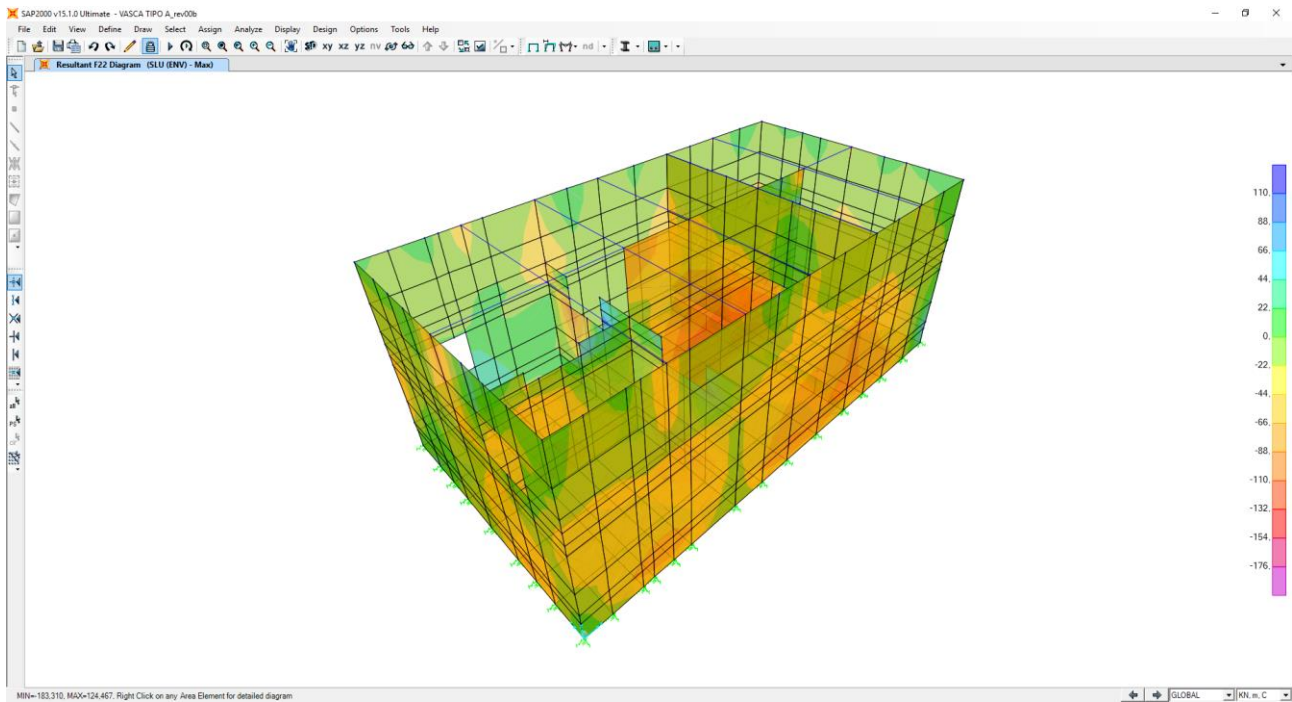 SAP2000 v15.1.0 Ultimate - VASCA TIPO A_rev00b
File Edit View Define Draw Select Assign Analyze Display Design Options Tools Help
3D xy xz yz nv nd
Resultant F22 Diagram (SLU (ENV) - Max)
110,
88,
66,
44,
22,
0,
-22,
-44,
-66,
-88,
-110,
-132,
-154,
-176,
MIN=-183,310, MAX=124,467, Right Click on any Area Element for detailed diagram
GLOBAL
KN, m, C